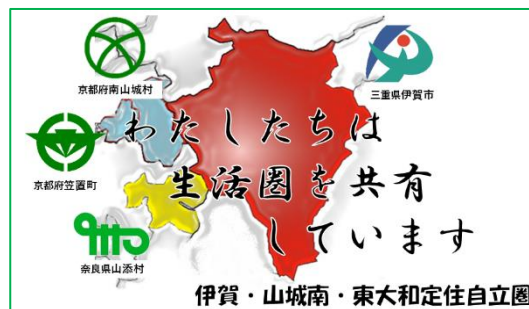 京都府南山城村
三重県伊賀市
わたしたちは
京都府笠置町
生活圏を共有
しています
奈良県山添村
伊賀・山城南・東大和定住自立圏